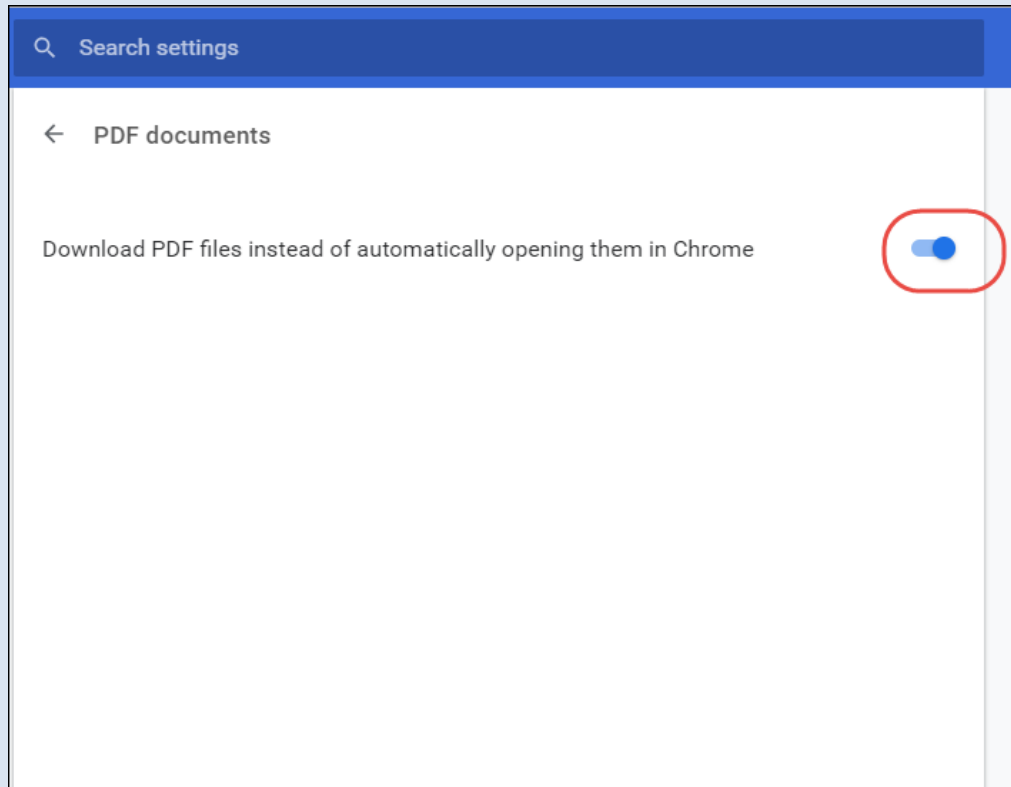 Search settings
PDF documents
Download PDF files instead of automatically opening them in Chrome